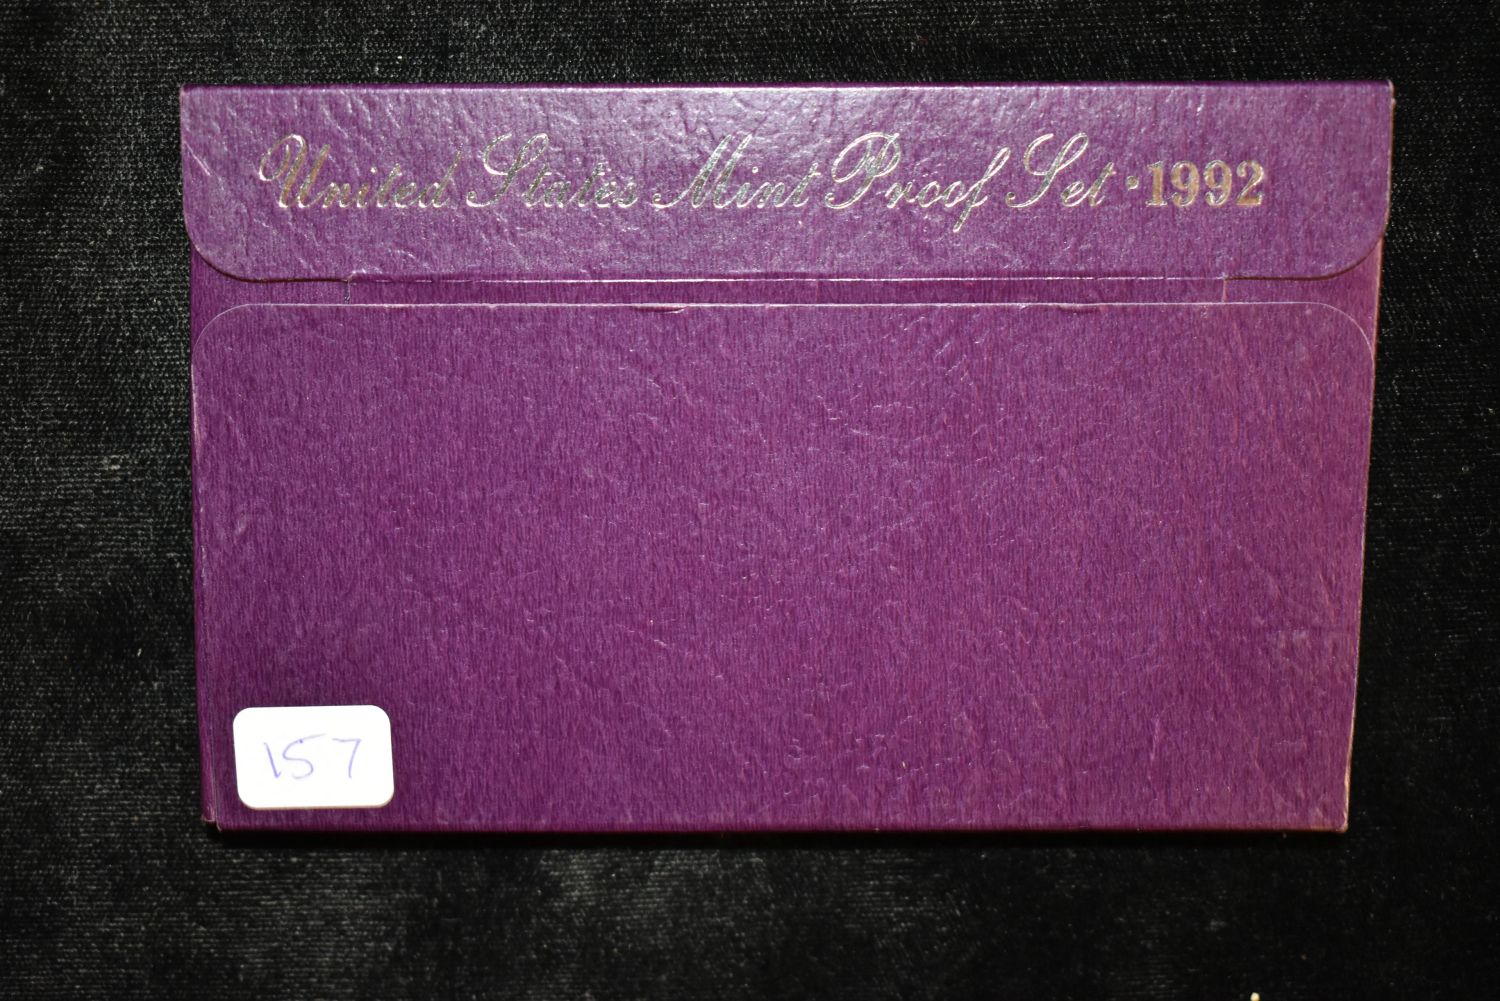 United States Mint Proof Set · 1992
157